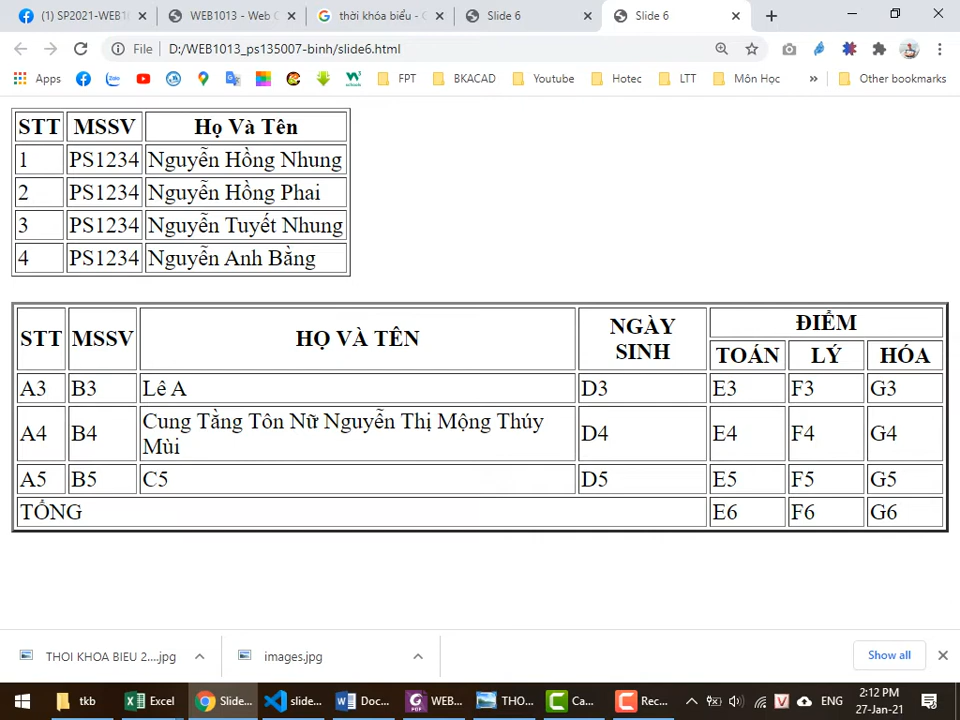 (1) SP2021-WEB1
WEB1013 - Web C
thời khóa biểu - G
Slide 6
Slide 6
File
D:/WEB1013_ps135007-binh/slide6.html
Apps
FPT
BKACAD
Youtube
Hotec
LTT
Môn Học
»
Other bookmarks
STT MSSV Họ Và Tên
1 PS1234 Nguyễn Hồng Nhung
2 PS1234 Nguyễn Hồng Phai
3 PS1234 Nguyễn Tuyết Nhung
4 PS1234 Nguyễn Anh Bằng
STT MSSV HỌ VÀ TÊN NGÀY SINH ĐIỂM
TOÁN LÝ HÓA
A3 B3 Lê A D3 E3 F3 G3
A4 B4 Cung Tằng Tôn Nữ Nguyễn Thị Mộng Thúy
Mùi D4 E4 F4 G4
A5 B5 C5 D5 E5 F5 G5
TỔNG E6 F6 G6
THOI KHOA BIEU 2....jpg
images.jpg
Show all
tkb
Excel
Slide...
slide...
Doc...
WEB...
THO...
Ca...
Rec...
ENG
2:12 PM
27-Jan-21